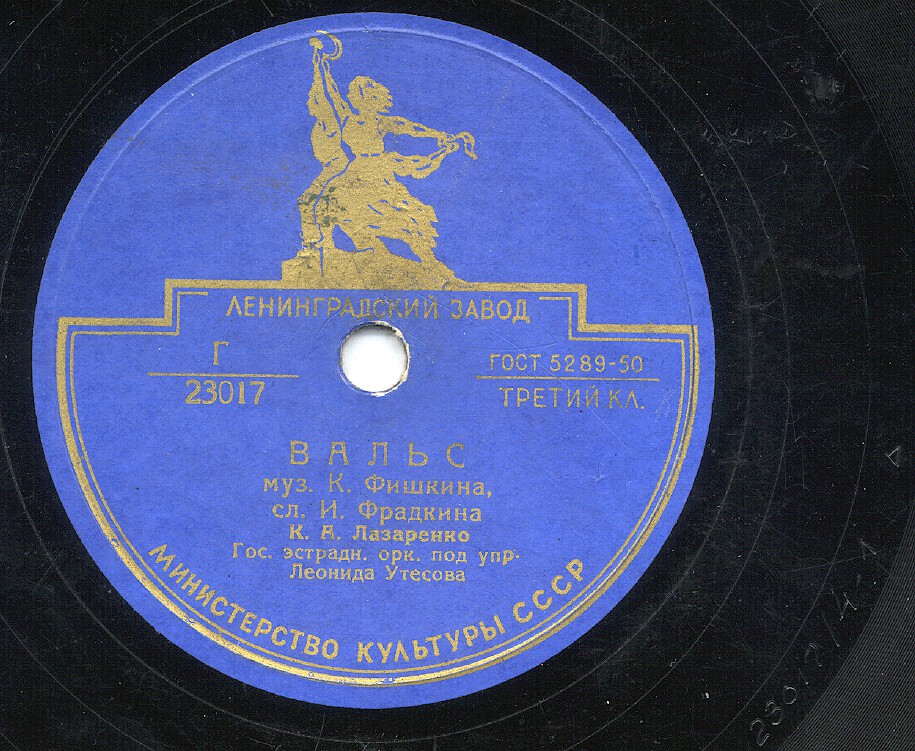 ЛЕНИНГРАДСКИЙ ЗАВОД
Г
23017
ГОСТ 5289-50
ТРЕТИЙ КЛ.
ВАЛЬС
муз. К. Фишкина,
сл. И. Фрадкина
К. А. Лазаренко
Гос. эстрадн. орк. под упр.
Леонида Утесова
МИНИСТЕРСТВО КУЛЬТУРЫ СССР